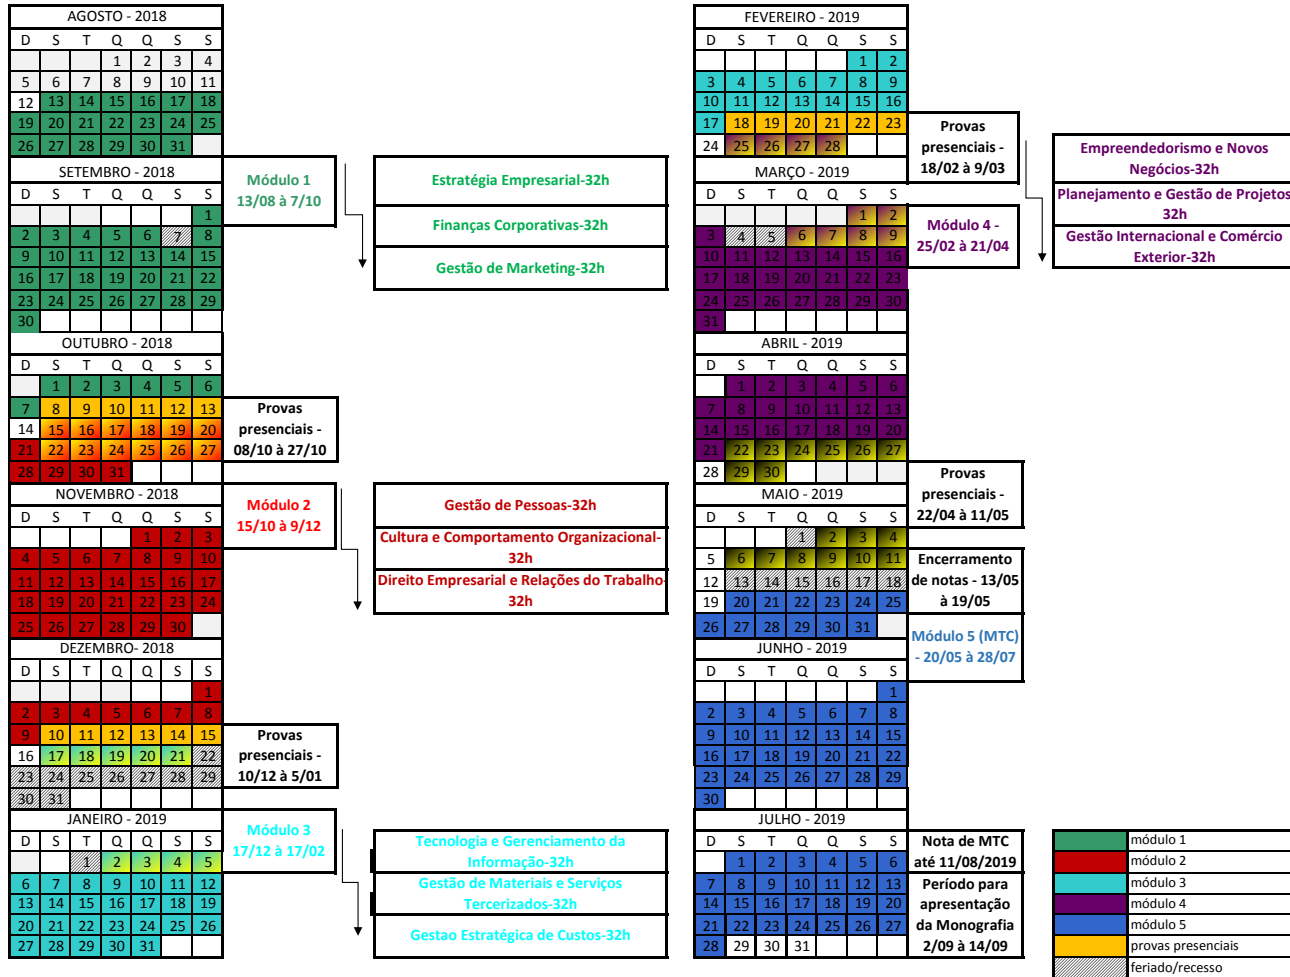 AGOSTO - 2018
D S T Q Q S S
1 2 3 4
5 6 7 8 9 10 11
12 13 14 15 16 17 18
19 20 21 22 23 24 25
26 27 28 29 30 31
SETEMBRO - 2018
D S T Q Q S S
1
2 3 4 5 6 7 8
9 10 11 12 13 14 15
16 17 18 19 20 21 22
23 24 25 26 27 28 29
30
Módulo 1
13/08 à 7/10
Estratégia Empresarial-32h
Finanças Corporativas-32h
Gestão de Marketing-32h
OUTUBRO - 2018
D S T Q Q S S
1 2 3 4 5 6
7 8 9 10 11 12 13
14 15 16 17 18 19 20
21 22 23 24 25 26 27
28 29 30 31
Provas
presenciais -
08/10 à 27/10
NOVEMBRO - 2018
D S T Q Q S S
1 2 3
4 5 6 7 8 9 10
11 12 13 14 15 16 17
18 19 20 21 22 23 24
25 26 27 28 29 30
Módulo 2
15/10 à 9/12
Gestão de Pessoas-32h
Cultura e Comportamento Organizacional-
32h
Direito Empresarial e Relações do Trabalho-
32h
DEZEMBRO- 2018
D S T Q Q S S
1
2 3 4 5 6 7 8
9 10 11 12 13 14 15
16 17 18 19 20 21 22
23 24 25 26 27 28 29
30 31
Provas
presenciais -
10/12 à 5/01
JANEIRO - 2019
D S T Q Q S S
1 2 3 4 5
6 7 8 9 10 11 12
13 14 15 16 17 18 19
20 21 22 23 24 25 26
27 28 29 30 31
Módulo 3
17/12 à 17/02
Tecnologia e Gerenciamento da
Informação-32h
Gestão de Materiais e Serviços
Tercerizados-32h
Gestao Estratégica de Custos-32h
FEVEREIRO - 2019
D S T Q Q S S
1 2
3 4 5 6 7 8 9
10 11 12 13 14 15 16
17 18 19 20 21 22 23
24 25 26 27 28
Provas
presenciais -
18/02 à 9/03
MARÇO - 2019
D S T Q Q S S
1 2
3 4 5 6 7 8 9
10 11 12 13 14 15 16
17 18 19 20 21 22 23
24 25 26 27 28 29 30
31
Módulo 4 -
25/02 à 21/04
Empreendedorismo e Novos
Negócios-32h
Planejamento e Gestão de Projetos-
32h
Gestão Internacional e Comércio
Exterior-32h
ABRIL - 2019
D S T Q Q S S
1 2 3 4 5 6
7 8 9 10 11 12 13
14 15 16 17 18 19 20
21 22 23 24 25 26 27
28 29 30
Provas
presenciais -
22/04 à 11/05
MAIO - 2019
D S T Q Q S S
1 2 3 4
5 6 7 8 9 10 11
12 13 14 15 16 17 18
19 20 21 22 23 24 25
26 27 28 29 30 31
Encerramento
de notas - 13/05
à 19/05
Módulo 5 (MTC)
- 20/05 à 28/07
JUNHO - 2019
D S T Q Q S S
1
2 3 4 5 6 7 8
9 10 11 12 13 14 15
16 17 18 19 20 21 22
23 24 25 26 27 28 29
30
JULHO - 2019
D S T Q Q S S
1 2 3 4 5 6
7 8 9 10 11 12 13
14 15 16 17 18 19 20
21 22 23 24 25 26 27
28 29 30 31
Nota de MTC
até 11/08/2019
Período para
apresentação
da Monografia
2/09 à 14/09
módulo 1
módulo 2
módulo 3
módulo 4
módulo 5
provas presenciais
feriado/recesso